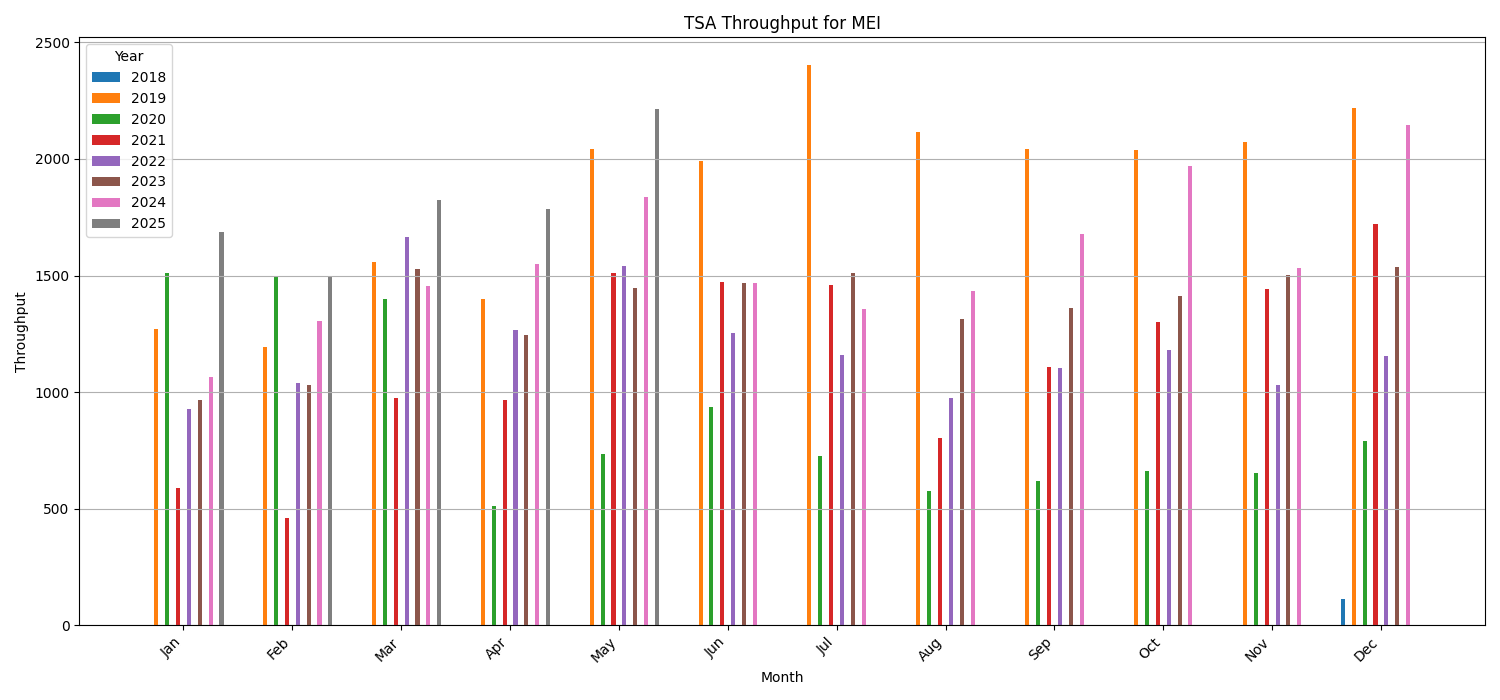 TSA Throughput for MEI
Year
2018
2019
2020
2021
2022
2023
2024
2025
Throughput
2500
2000
1500
1000
500
0
Jan
Feb
Mar
Apr
May
Jun
Jul
Aug
Sep
Oct
Nov
Dec
Month